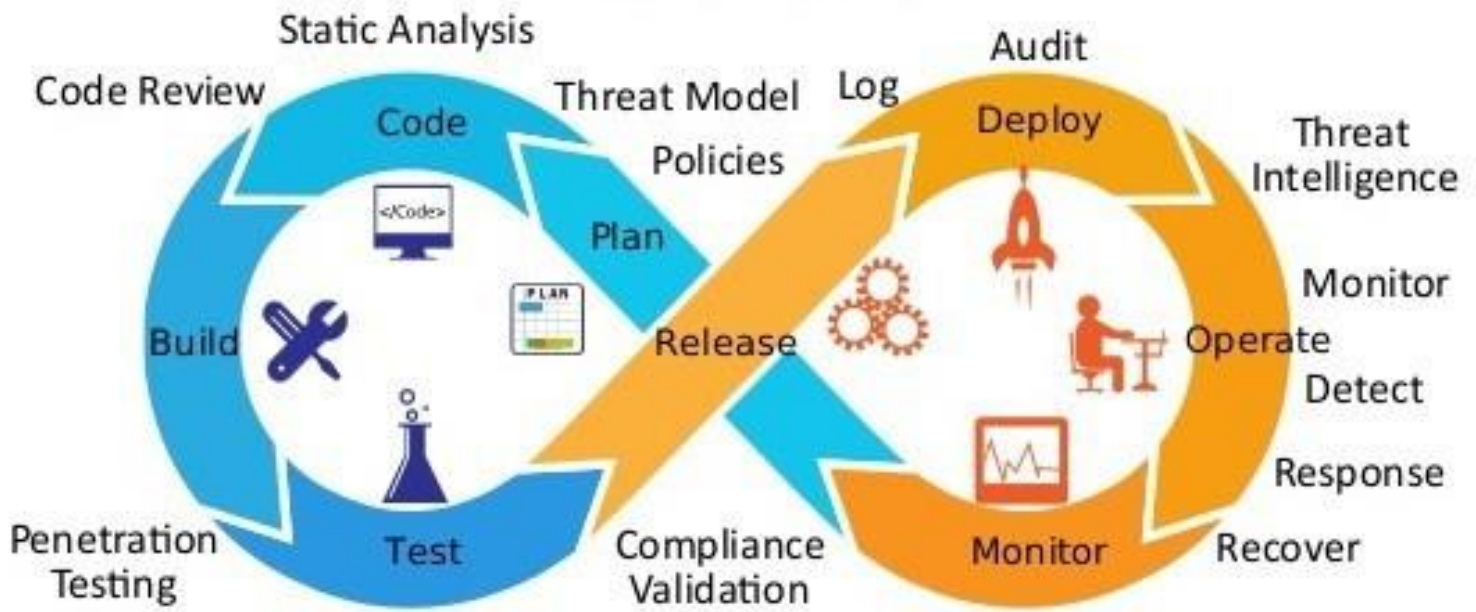 Static Analysis
Audit
Code Review
Threat Model
Log
Code
Deploy
Threat
Intelligence
Policies
</Code>
Plan
PLAN
Monitor
Build
Release
Operate
Detect
Response
Penetration
Testing
Test
Compliance
Validation
Monitor
Recover